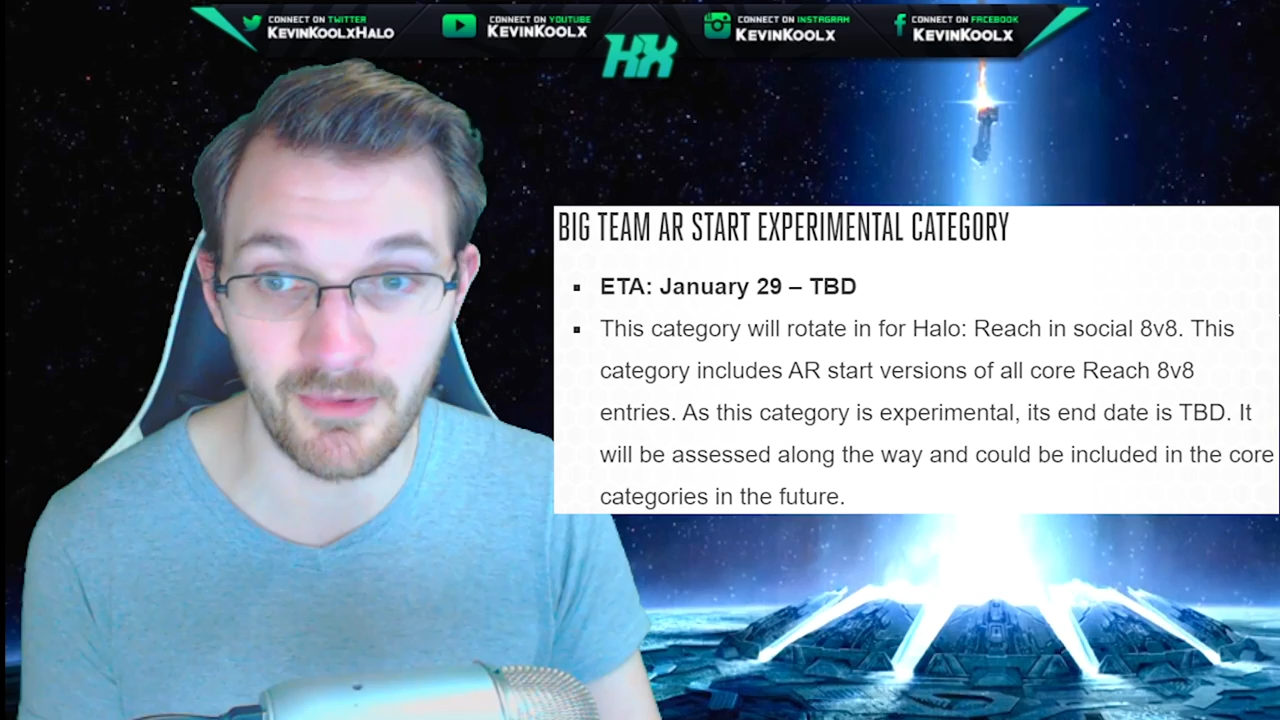 CONNECT ON TWITTER
KEVINKOOLXHALO
CONNECT ON YOUTUBE
KEVINKOOLX
CONNECT ON INSTAGRAM
KEVINKOOLX
CONNECT ON FACEBOOK
KEVINKOOLX
KX
BIG TEAM AR START EXPERIMENTAL CATEGORY
▪ ETA: January 29 – TBD
▪ This category will rotate in for Halo: Reach in social 8v8. This
category includes AR start versions of all core Reach 8v8
entries. As this category is experimental, its end date is TBD. It
will be assessed along the way and could be included in the core
categories in the future.